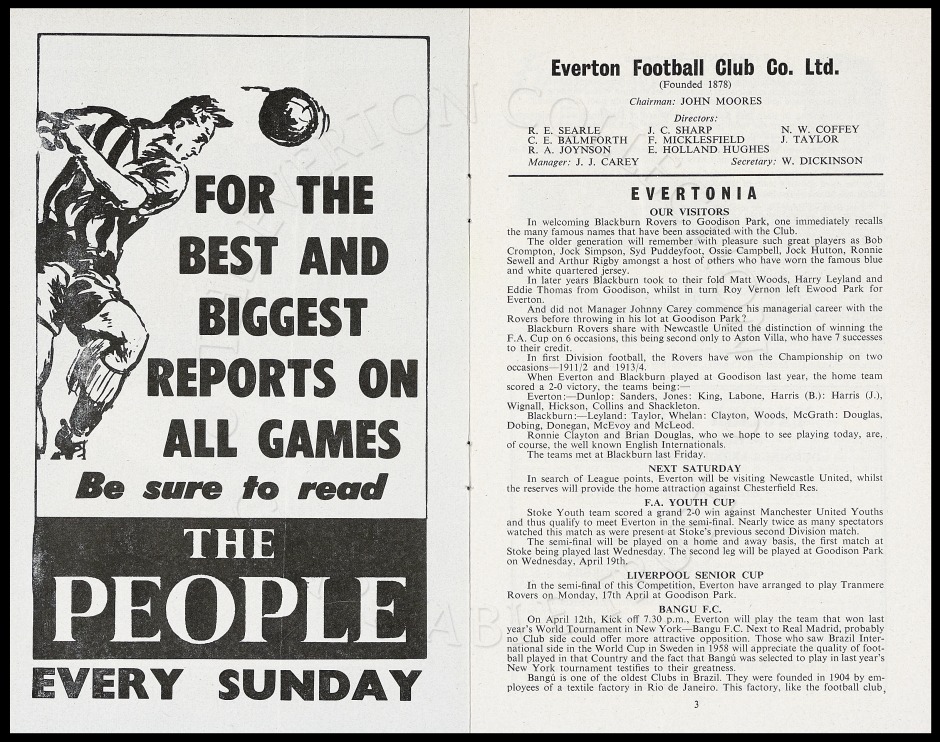 FOR THE
BEST AND
BIGGEST
REPORTS ON
ALL GAMES
Be sure to read
THE
PEOPLE
EVERY SUNDAY
Everton Football Club Co. Ltd.
(Founded 1878)
Chairman: JOHN MOORES
Directors:
R. E. SEARLE J. C. SHARP N. W. COFFEY
C. E. BALMFORTH F. MICKLESFIELD J. TAYLOR
R. A. JOYNSON E. HOLLAND HUGHES
Manager: J. J. CAREY Secretary: W. DICKINSON
EVERTONIA
OUR VISITORS
In welcoming Blackburn Rovers to Goodison Park, one immediately recalls
the many famous names that have been associated with the Club.
The older generation will remember with pleasure such great players as Bob
Crompton, Jock Simpson, Syd Puddeyfoot, Ossie Campbell, Jock Hutton, Ronnie
Sewell and Arthur Rigby amongst a host of others who have worn the famous blue
and white quartered jersey.
In later years Blackburn took to their fold Matt Woods, Harry Leyland and
Eddie Thomas from Goodison, whilst in turn Roy Vernon left Ewood Park for
Everton.
And did not Manager Johnny Carey commence his managerial career with the
Rovers before throwing in his lot at Goodison Park?
Blackburn Rovers share with Newcastle United the distinction of winning the
F.A. Cup on 6 occasions, this being second only to Aston Villa, who have 7 successes
to their credit.
In first Division football, the Rovers have won the Championship on two
occasions—1911/2 and 1913/4.
When Everton and Blackburn played at Goodison last year, the home team
scored a 2-0 victory, the teams being:—
Everton:—Dunlop: Sanders, Jones: King, Labone, Harris (B.): Harris (J.),
Wignall, Hickson, Collins and Shackleton.
Blackburn:—Leyland: Taylor, Whelan: Clayton, Woods, McGrath: Douglas,
Dobing, Donegan, McEvoy and McLeod.
Ronnie Clayton and Brian Douglas, who we hope to see playing today, are,
of course, the well known English Internationals.
The teams met at Blackburn last Friday.
NEXT SATURDAY
In search of League points, Everton will be visiting Newcastle United, whilst
the reserves will provide the home attraction against Chesterfield Res.
F.A. YOUTH CUP
Stoke Youth team scored a grand 2-0 win against Manchester United Youths
and thus qualify to meet Everton in the semi-final. Nearly twice as many spectators
watched this match as were present at Stoke's previous second Division match.
The semi-final will be played on a home and away basis, the first match at
Stoke being played last Wednesday. The second leg will be played at Goodison Park
on Wednesday, April 19th.
LIVERPOOL SENIOR CUP
In the semi-final of this Competition, Everton have arranged to play Tranmere
Rovers on Monday, 17th April at Goodison Park.
BANGU F.C.
On April 12th, Kick off 7.30 p.m., Everton will play the team that won last
year's World Tournament in New York—Bangu F.C. Next to Real Madrid, probably
no Club side could offer more attractive opposition. Those who saw Brazil Inter-
national side in the World Cup in Sweden in 1958 will appreciate the quality of foot-
ball played in that Country and the fact that Bangú was selected to play in last year's
New York tournament testifies to their greatness.
Bangú is one of the oldest Clubs in Brazil. They were founded in 1904 by em-
ployees of a textile factory in Rio de Janeiro. This factory, like the football club,
3